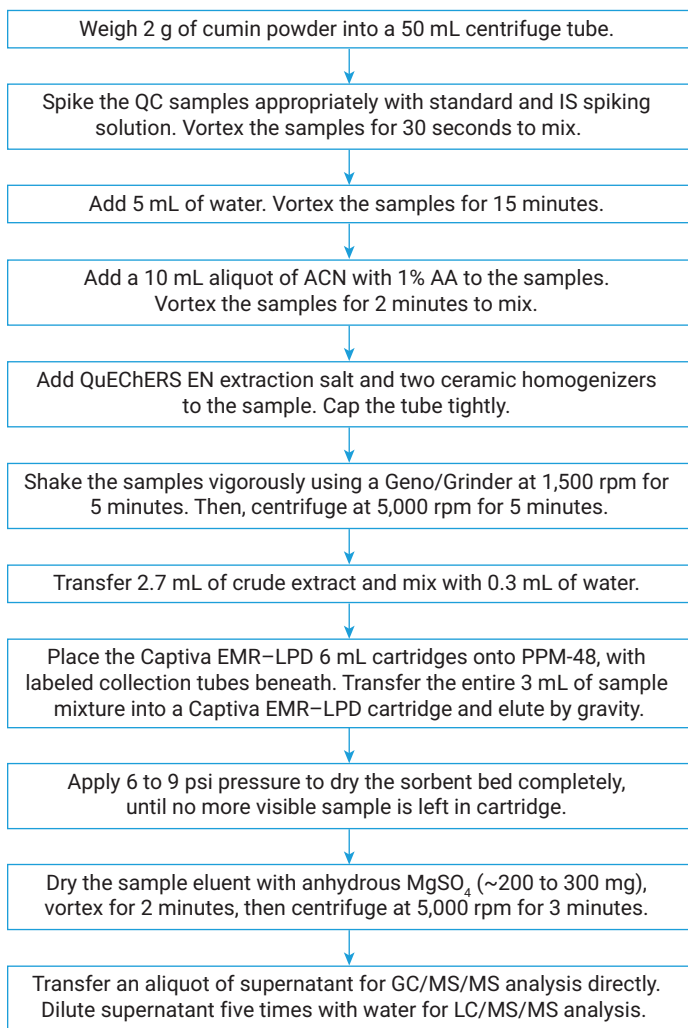 Weigh 2 g of cumin powder into a 50 mL centrifuge tube.
Spike the QC samples appropriately with standard and IS spiking
solution. Vortex the samples for 30 seconds to mix.
Add 5 mL of water. Vortex the samples for 15 minutes.
Add a 10 mL aliquot of ACN with 1% AA to the samples.
Vortex the samples for 2 minutes to mix.
Add QuEChERS EN extraction salt and two ceramic homogenizers
to the sample. Cap the tube tightly.
Shake the samples vigorously using a Geno/Grinder at 1,500 rpm for
5 minutes. Then, centrifuge at 5,000 rpm for 5 minutes.
Transfer 2.7 mL of crude extract and mix with 0.3 mL of water.
Place the Captiva EMR–LPD 6 mL cartridges onto PPM-48, with
labeled collection tubes beneath. Transfer the entire 3 mL of sample
mixture into a Captiva EMR–LPD cartridge and elute by gravity.
Apply 6 to 9 psi pressure to dry the sorbent bed completely,
until no more visible sample is left in cartridge.
Dry the sample eluent with anhydrous MgSO₄ (~200 to 300 mg),
vortex for 2 minutes, then centrifuge at 5,000 rpm for 3 minutes.
Transfer an aliquot of supernatant for GC/MS/MS analysis directly.
Dilute supernatant five times with water for LC/MS/MS analysis.